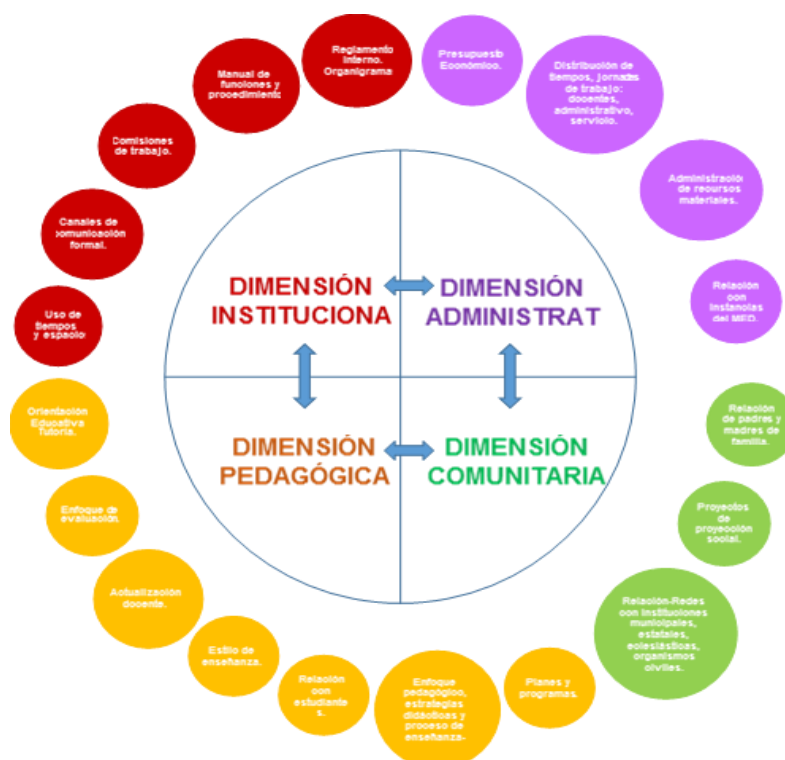 Reglamento
Interno.
Organigrama
Presupuesto
Económico.
Distribución de
tiempos, jornadas
de trabajo:
docentes,
administrativo,
servicio.
Manual de
funciones y
procedimiento
Comisiones
de trabajo.
Administración
de recursos
materiales.
Canales de
comunicación
formal.
DIMENSIÓN
INSTITUCIONA
DIMENSIÓN
ADMINISTRAT
Relación
con
Instancias
del MED.
Uso de
tiempos
y espacios
Orientación
Educativa
Tutoría.
Relación
de padres y
madres de
familia.
DIMENSIÓN
PEDAGÓGICA
DIMENSIÓN
COMUNITARIA
Enfoque de
evaluación.
Proyectos
de
proyección
social.
Actualización
docente.
Relación-Redes
con Instituciones
municipales,
estatales,
eclesiásticas,
organismos
civiles.
Estilo de
enseñanza.
Relación con
estudiante
s.
Enfoque
pedagógico,
estrategias
didácticas y
proceso de
enseñanza-
Planes y
programas.